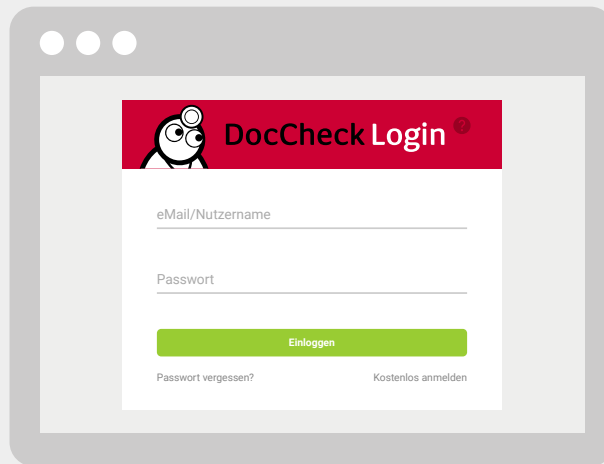 DocCheck Login ?
eMail/Nutzername
Passwort
Einloggen
Passwort vergessen? Kostenlos anmelden